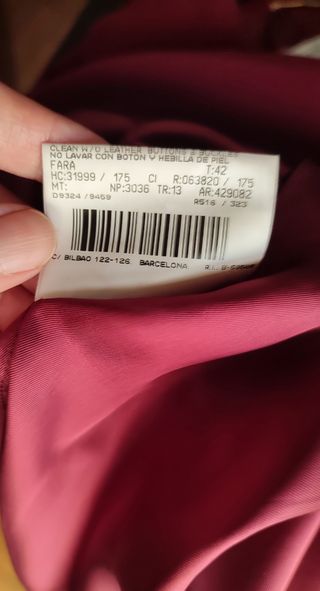 CLEAN W/O LEATHER BUTTONS & BUCKLES
NO LAVAR CON BOTON Y HEBILLA DE PIEL
FARA T:42
HC:31999 / 175 CI R:063820 / 175
MT: NP:3036 TR:13 AR:429082
D9324 /9459 R516 / 323
C/ BILBAO 122-126 BARCELONA R.I.